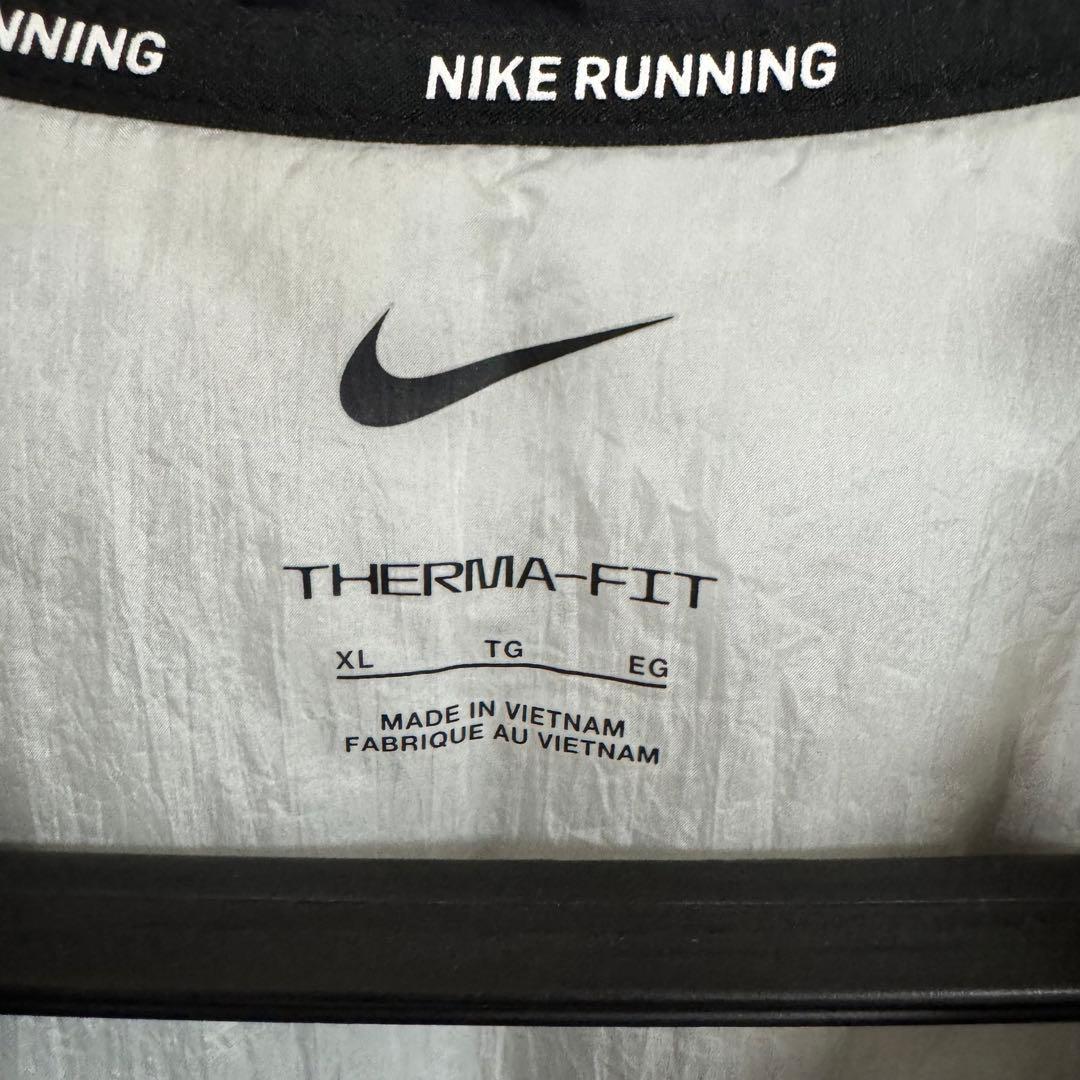 NNING NIKE RUNNING
THERMA-FIT
XL TG EG
MADE IN VIETNAM
FABRIQUE AU VIETNAM